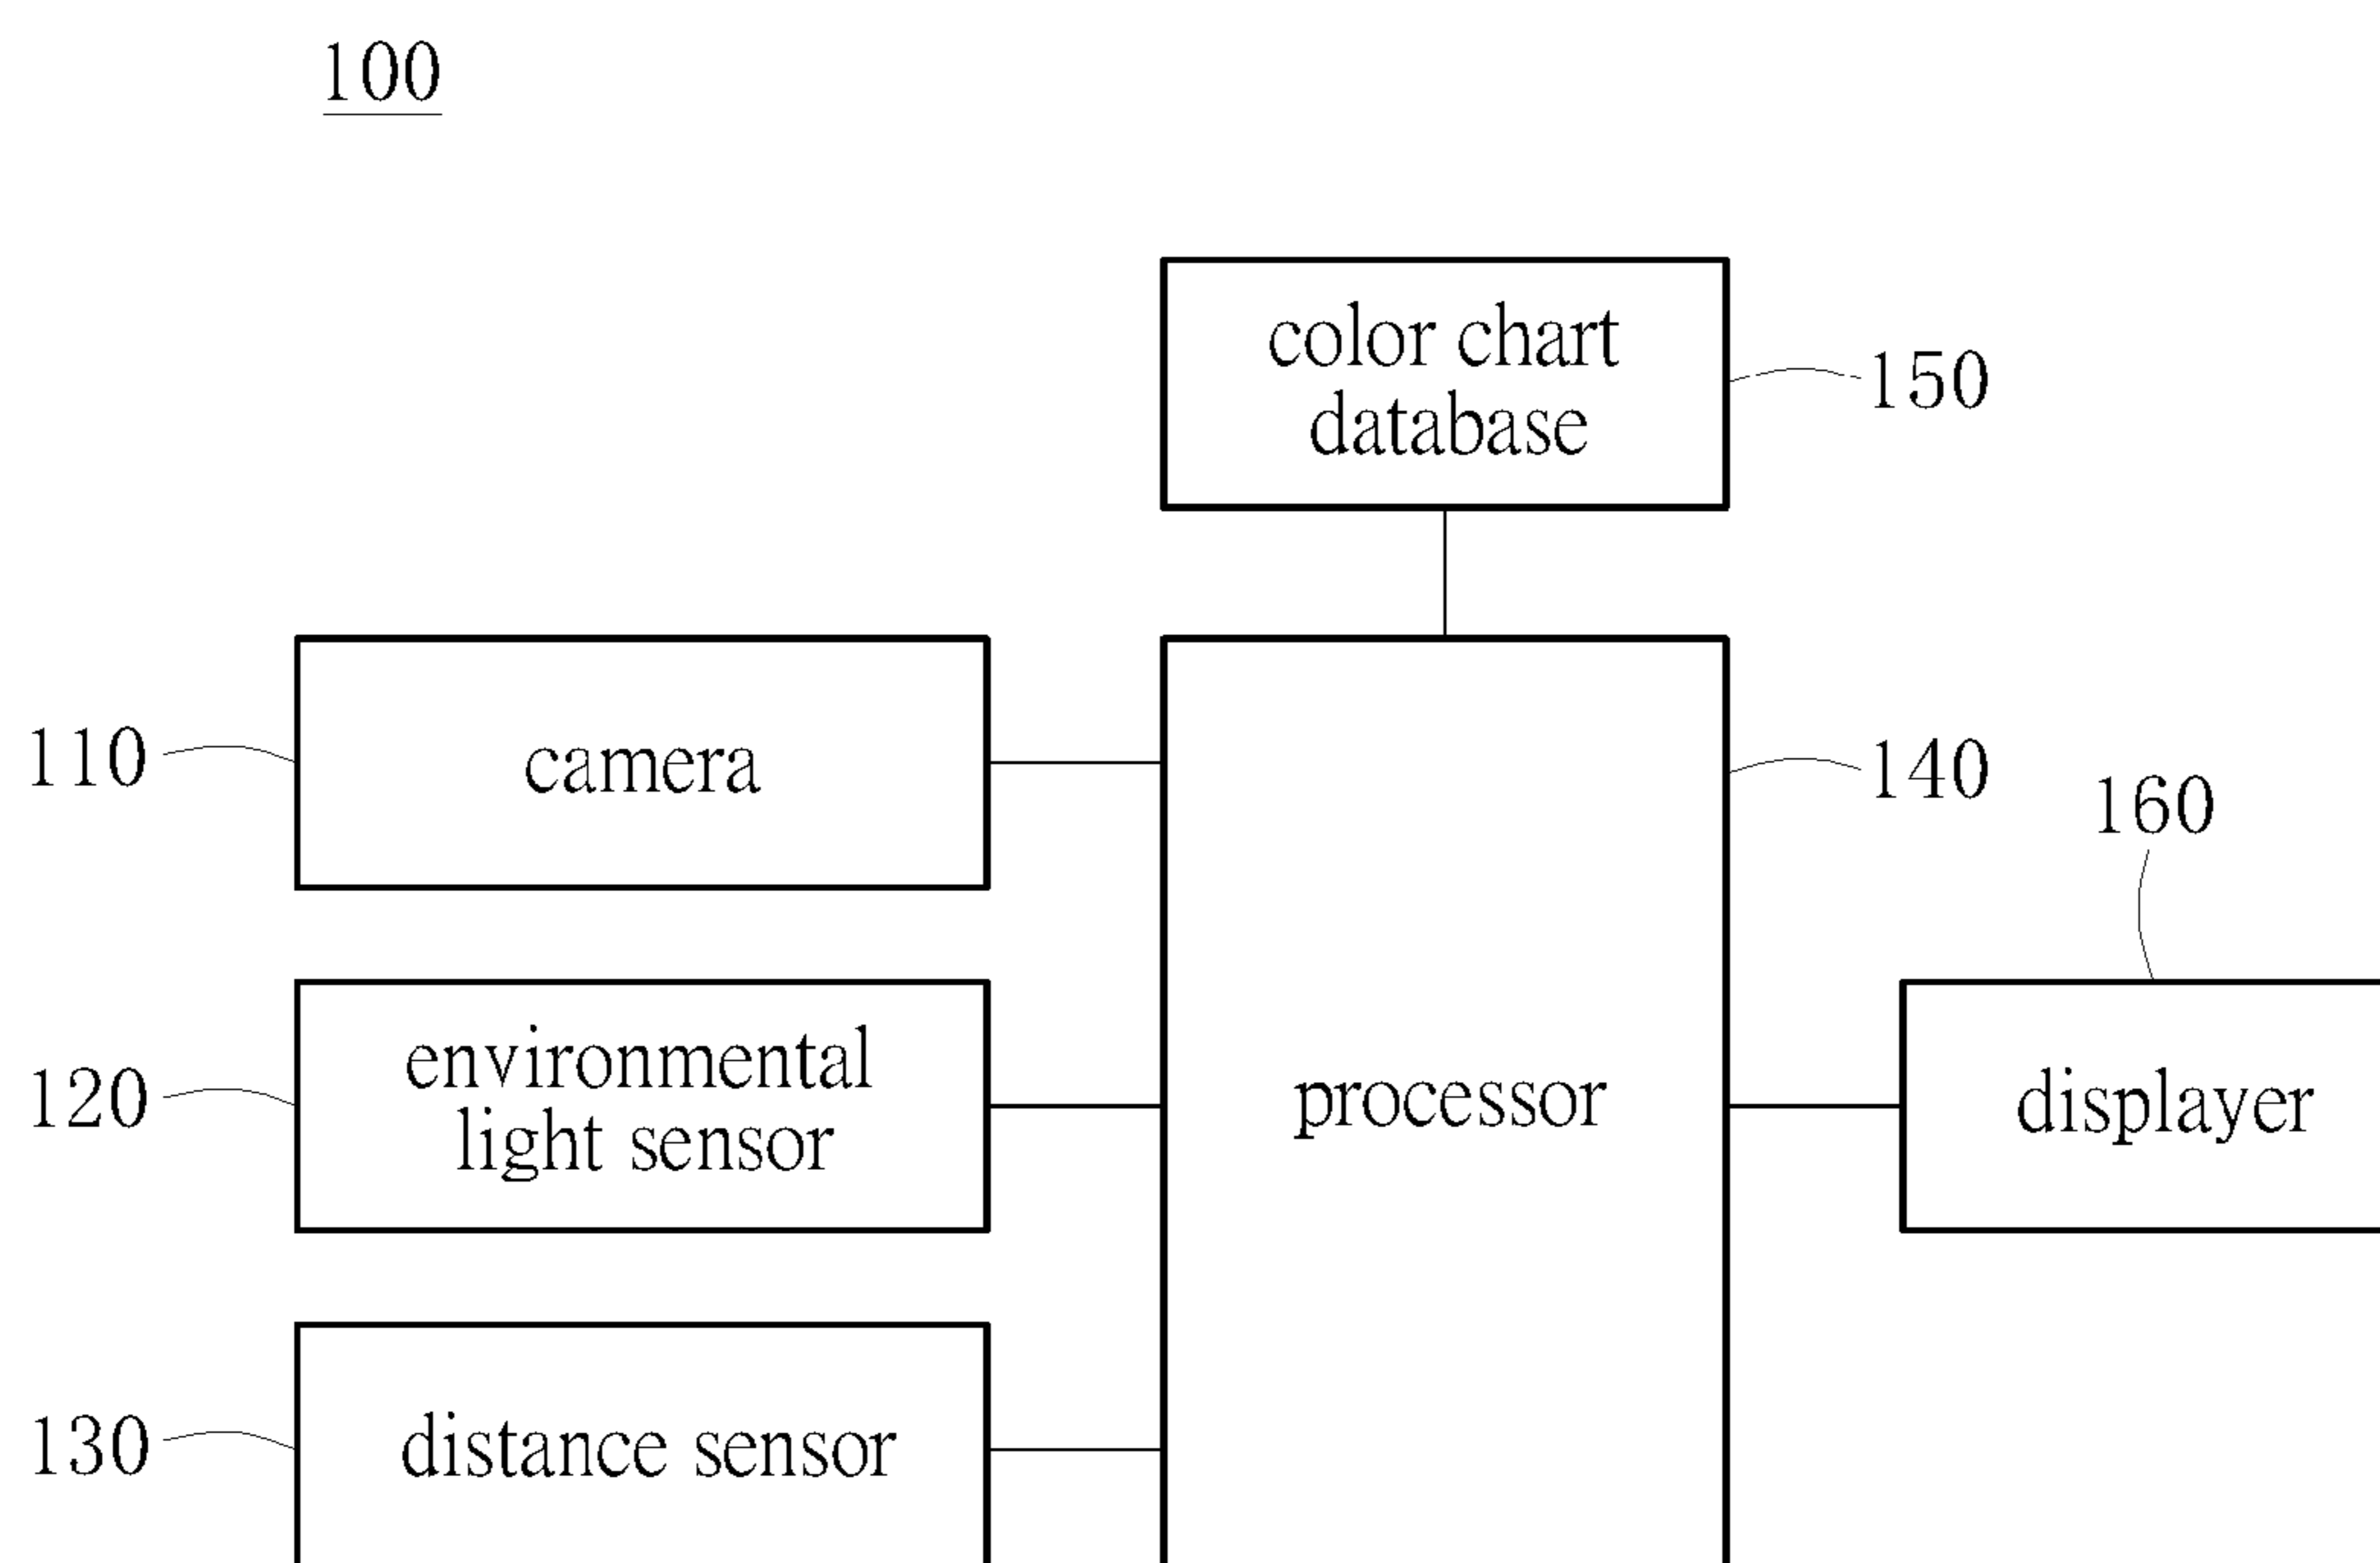 100
color chart
database
150
110
camera
140
160
120
environmental
light sensor
processor
displayer
130
distance sensor